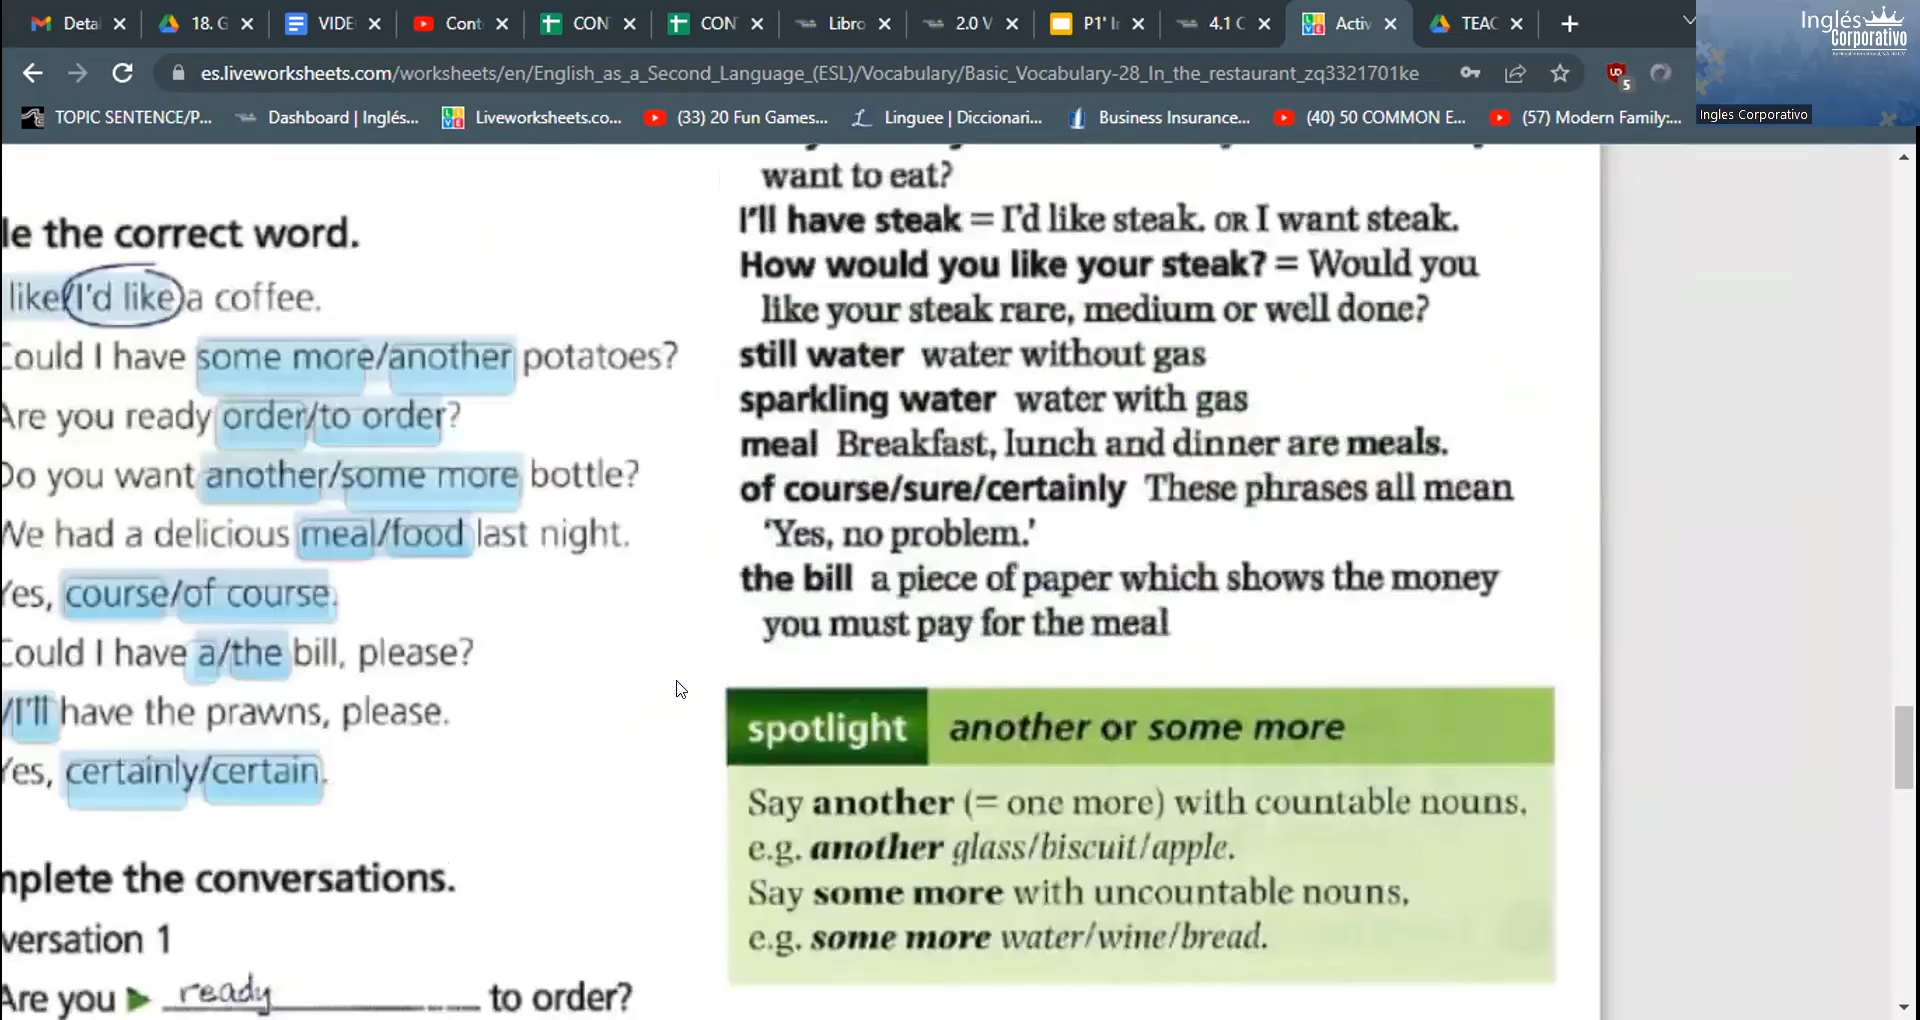 Detai
18. G
VIDE
Cont
CON
CON
Libro
2.0 V
P1' I
4.1 C
Activ
TEAC
Inglés
Corporativo
es.liveworksheets.com/worksheets/en/English_as_a_Second_Language_(ESL)/Vocabulary/Basic_Vocabulary-28_In_the_restaurant_zq3321701ke
5
TOPIC SENTENCE/P...
Dashboard | Inglés...
Liveworksheets.co...
(33) 20 Fun Games...
Linguee | Diccionari...
Business Insurance...
(40) 50 COMMON E...
(57) Modern Family:...
Ingles Corporativo
le the correct word.
like/I'd like a coffee.
Could I have some more/another potatoes?
Are you ready order/to order?
Do you want another/some more bottle?
We had a delicious meal/food last night.
Yes, course/of course.
Could I have a/the bill, please?
/I'll have the prawns, please.
Yes, certainly/certain.
mplete the conversations.
versation 1
Are you ready to order?
want to eat?
I'll have steak = I'd like steak. OR I want steak.
How would you like your steak? = Would you
like your steak rare, medium or well done?
still water water without gas
sparkling water water with gas
meal Breakfast, lunch and dinner are meals.
of course/sure/certainly These phrases all mean
'Yes, no problem.'
the bill a piece of paper which shows the money
you must pay for the meal
spotlight another or some more
Say another (= one more) with countable nouns,
e.g. another glass/biscuit/apple.
Say some more with uncountable nouns,
e.g. some more water/wine/bread.